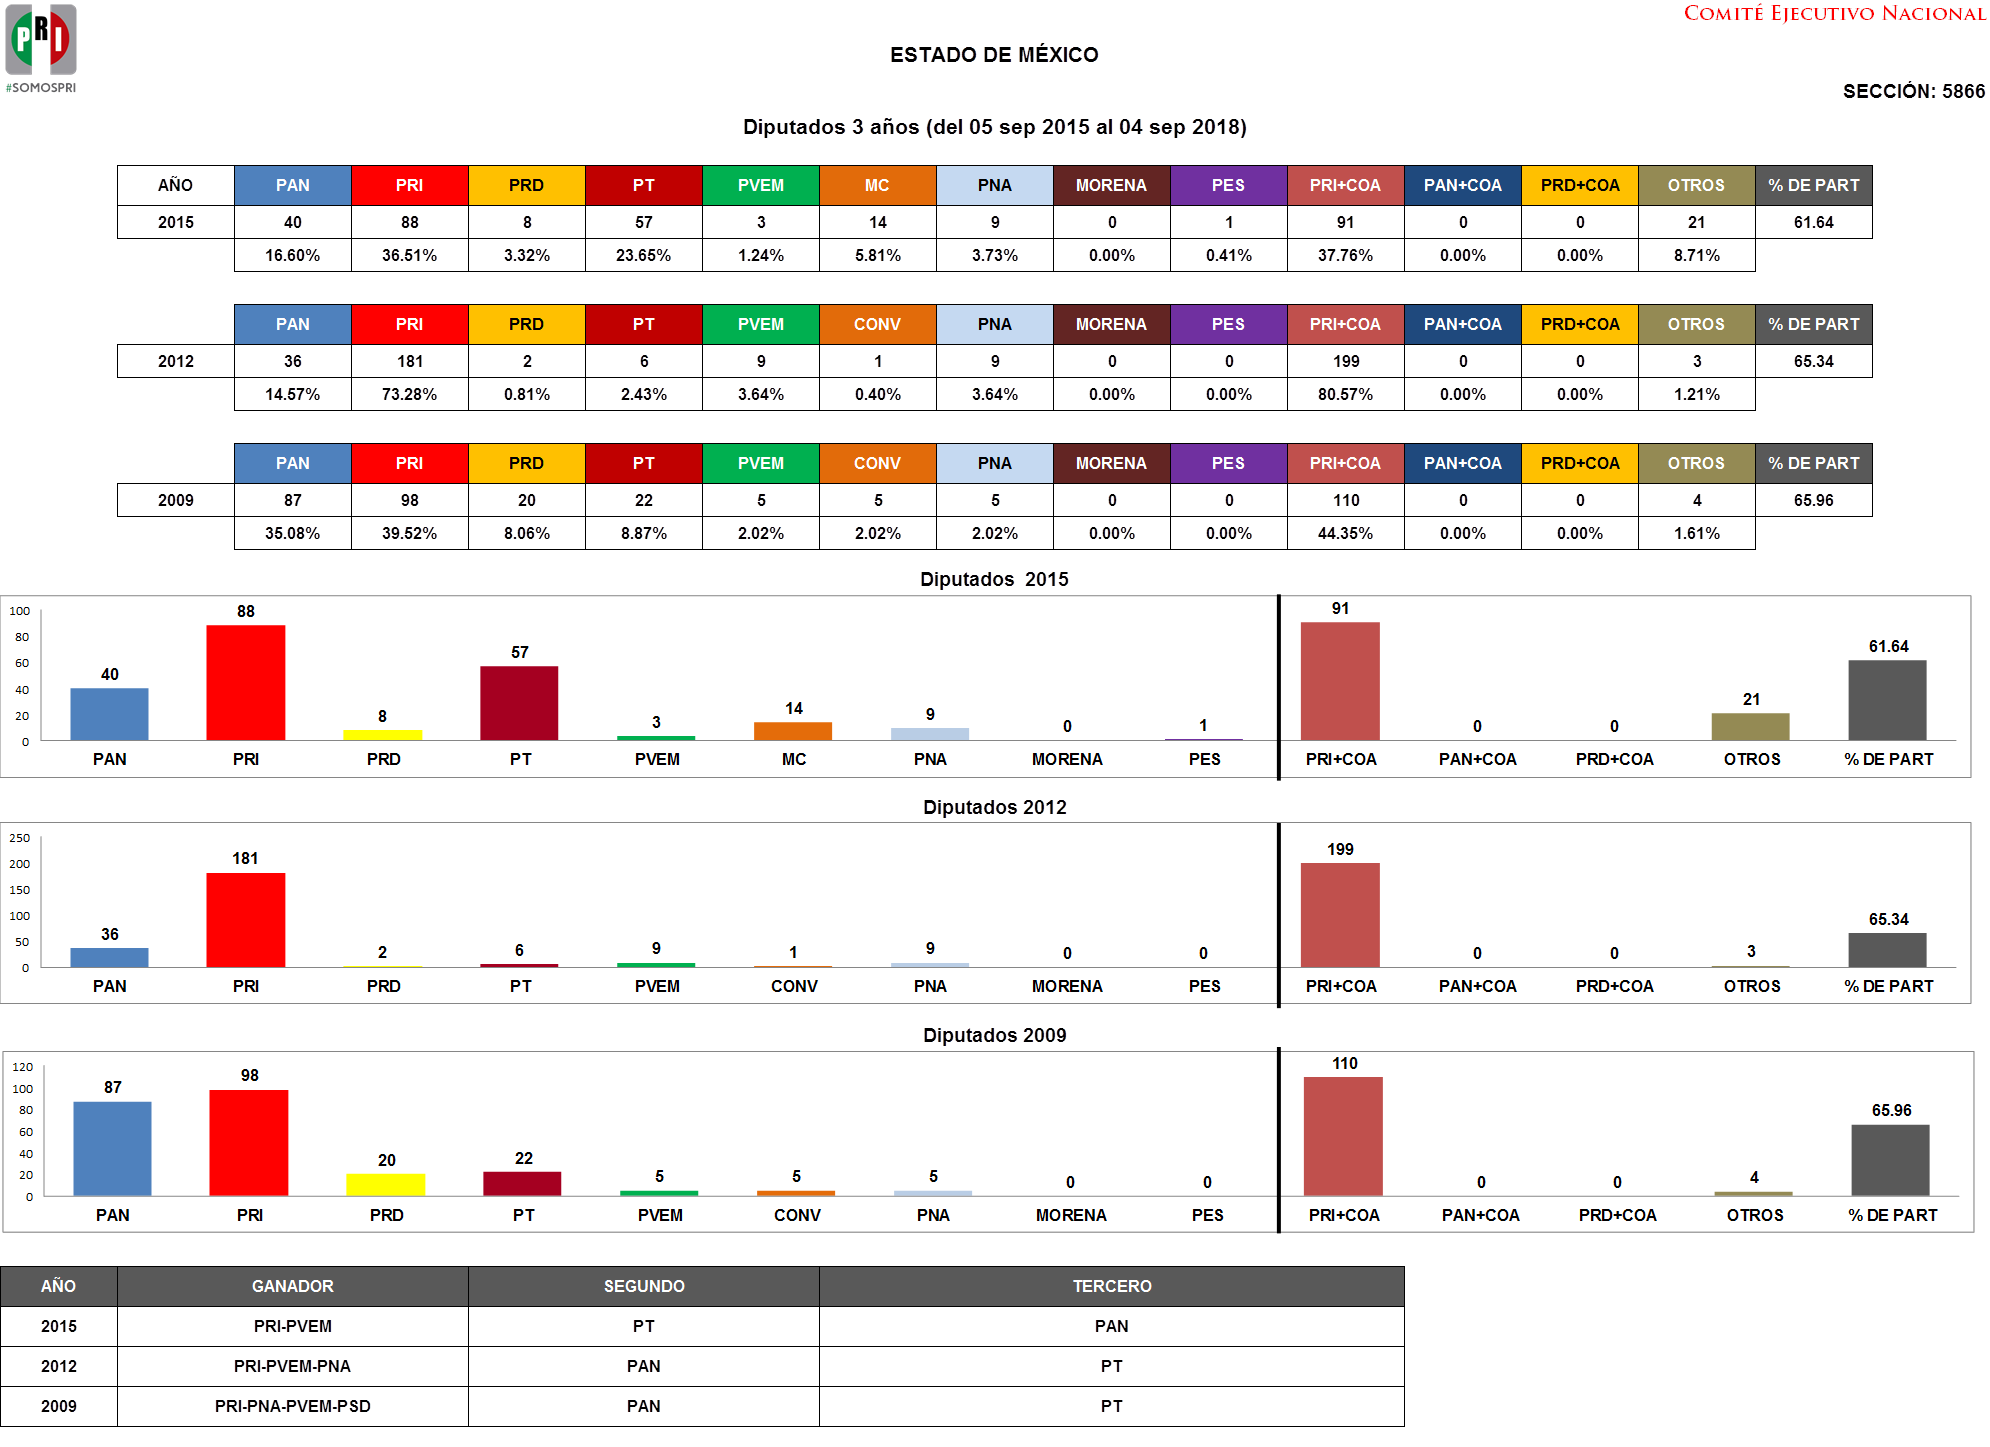 PRI
#SOMOSPRI
COMITÉ EJECUTIVO NACIONAL
ESTADO DE MÉXICO
SECCIÓN: 5866
Diputados 3 años (del 05 sep 2015 al 04 sep 2018)
AÑO PAN PRI PRD PT PVEM MC PNA MORENA PES PRI+COA PAN+COA PRD+COA OTROS % DE PART
2015 40 88 8 57 3 14 9 0 1 91 0 0 21 61.64
16.60% 36.51% 3.32% 23.65% 1.24% 5.81% 3.73% 0.00% 0.41% 37.76% 0.00% 0.00% 8.71%
PAN PRI PRD PT PVEM CONV PNA MORENA PES PRI+COA PAN+COA PRD+COA OTROS % DE PART
2012 36 181 2 6 9 1 9 0 0 199 0 0 3 65.34
14.57% 73.28% 0.81% 2.43% 3.64% 0.40% 3.64% 0.00% 0.00% 80.57% 0.00% 0.00% 1.21%
PAN PRI PRD PT PVEM CONV PNA MORENA PES PRI+COA PAN+COA PRD+COA OTROS % DE PART
2009 87 98 20 22 5 5 5 0 0 110 0 0 4 65.96
35.08% 39.52% 8.06% 8.87% 2.02% 2.02% 2.02% 0.00% 0.00% 44.35% 0.00% 0.00% 1.61%
Diputados 2015
100
80
60
40
20
0
40 88 8 57 3 14 9 0 1 91 0 0 21 61.64
PAN PRI PRD PT PVEM MC PNA MORENA PES PRI+COA PAN+COA PRD+COA OTROS % DE PART
Diputados 2012
250
200
150
100
50
0
36 181 2 6 9 1 9 0 0 199 0 0 3 65.34
PAN PRI PRD PT PVEM CONV PNA MORENA PES PRI+COA PAN+COA PRD+COA OTROS % DE PART
Diputados 2009
120
100
80
60
40
20
0
87 98 20 22 5 5 5 0 0 110 0 0 4 65.96
PAN PRI PRD PT PVEM CONV PNA MORENA PES PRI+COA PAN+COA PRD+COA OTROS % DE PART
AÑO GANADOR SEGUNDO TERCERO
2015 PRI-PVEM PT PAN
2012 PRI-PVEM-PNA PAN PT
2009 PRI-PNA-PVEM-PSD PAN PT